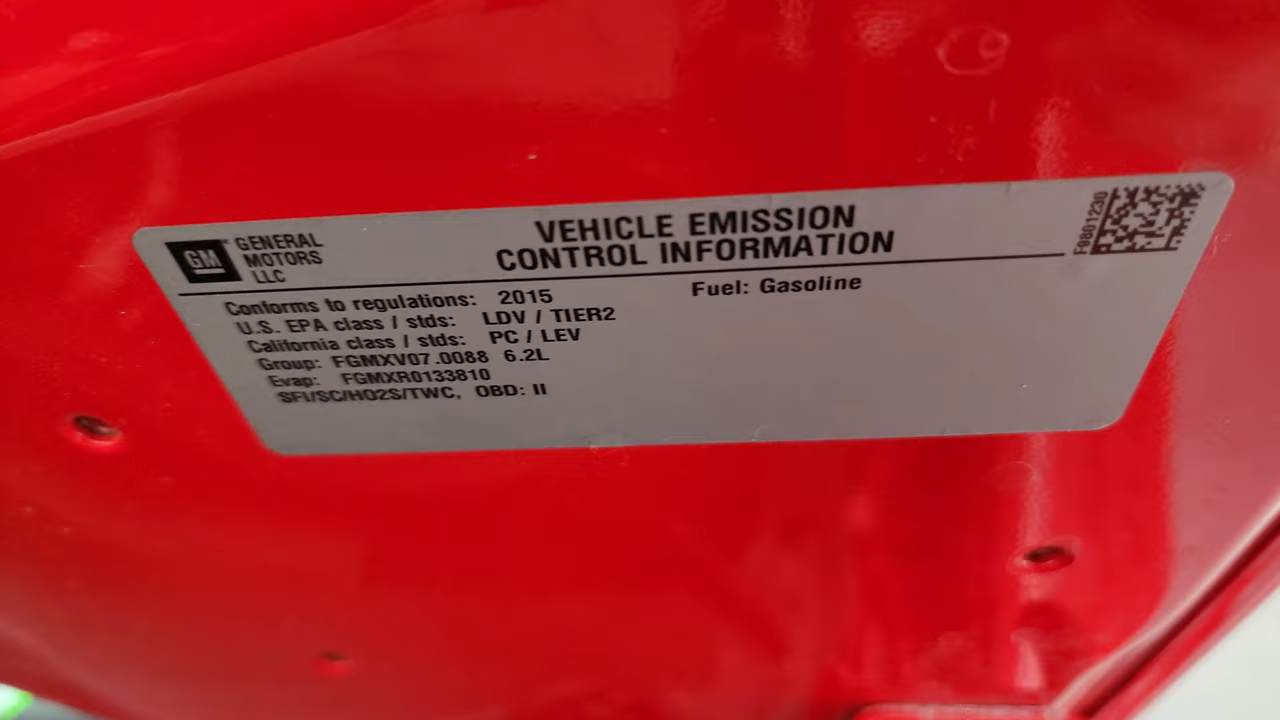 GM GENERAL MOTORS LLC
VEHICLE EMISSION
CONTROL INFORMATION
F9801230
Conforms to regulations: 2015 Fuel: Gasoline
U.S. EPA class / stds: LDV / TIER2
California class / stds: PC / LEV
Group: FGMXV07.0088 6.2L
Evap: FGMXR0133810
SFI/SC/HO2S/TWC, OBD: II